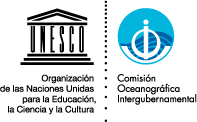 UNESCO
Organización
de las Naciones Unidas
para la Educación,
la Ciencia y la Cultura
Comisión
Oceanográfica
Intergubernamental